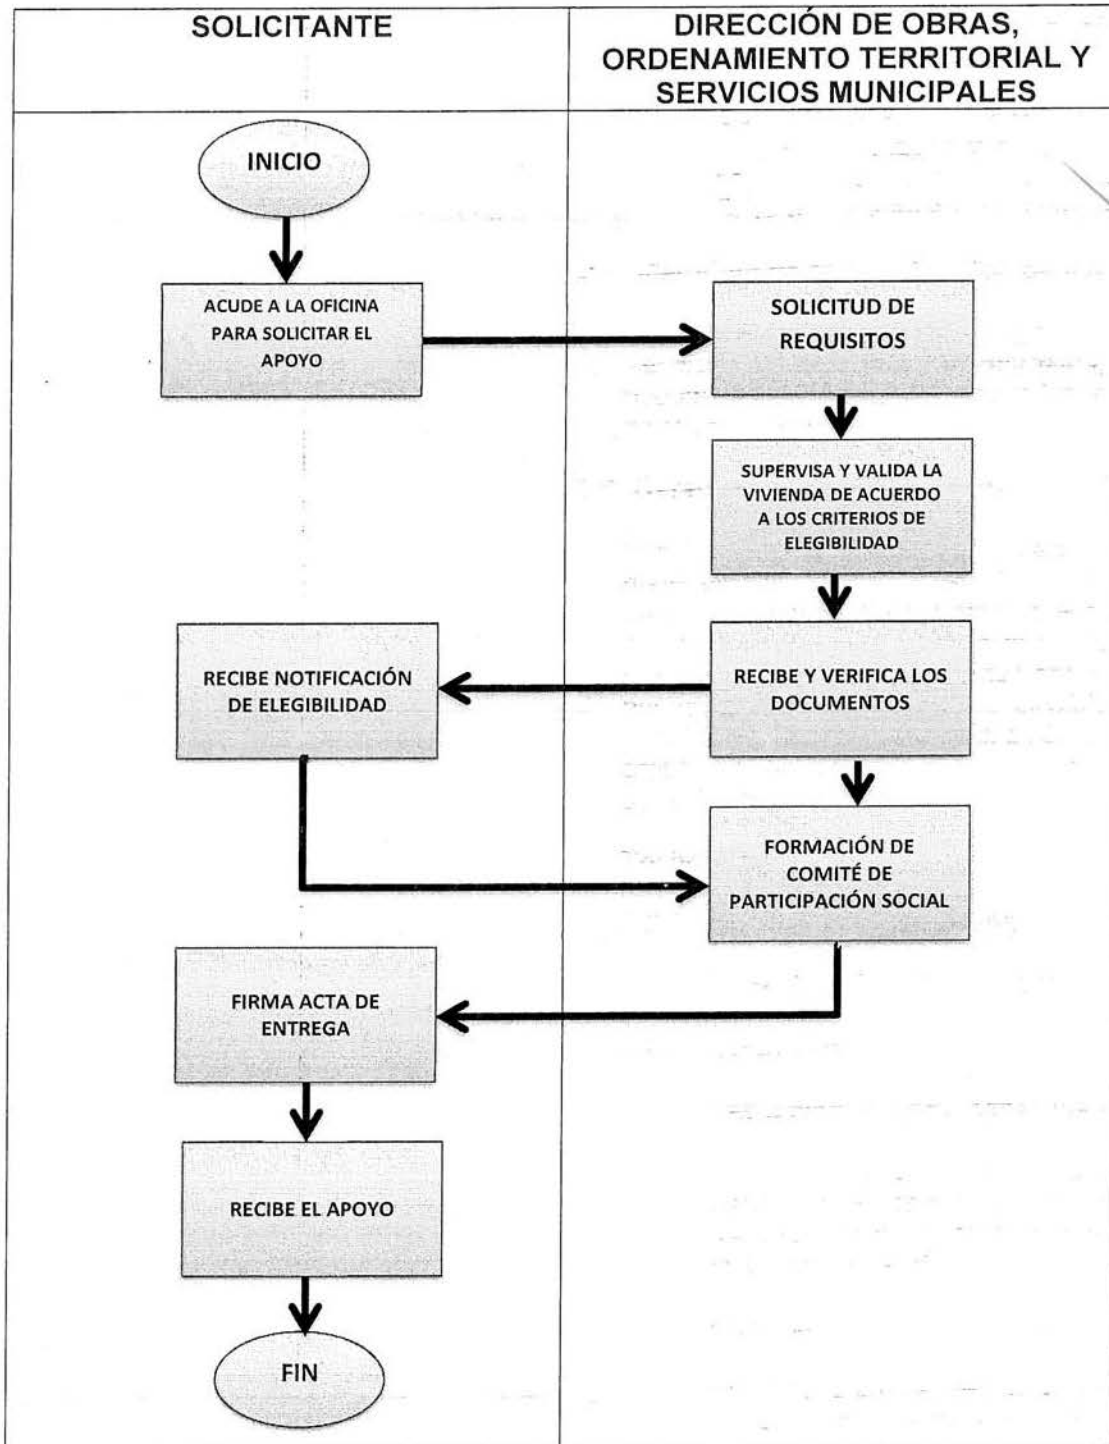 SOLICITANTE
DIRECCIÓN DE OBRAS,
ORDENAMIENTO TERRITORIAL Y
SERVICIOS MUNICIPALES
INICIO
ACUDE A LA OFICINA
PARA SOLICITAR EL
APOYO
SOLICITUD DE
REQUISITOS
SUPERVISA Y VALIDA LA
VIVIENDA DE ACUERDO
A LOS CRITERIOS DE
ELEGIBILIDAD
RECIBE Y VERIFICA LOS
DOCUMENTOS
RECIBE NOTIFICACIÓN
DE ELEGIBILIDAD
FORMACIÓN DE
COMITÉ DE
PARTICIPACIÓN SOCIAL
FIRMA ACTA DE
ENTREGA
RECIBE EL APOYO
FIN